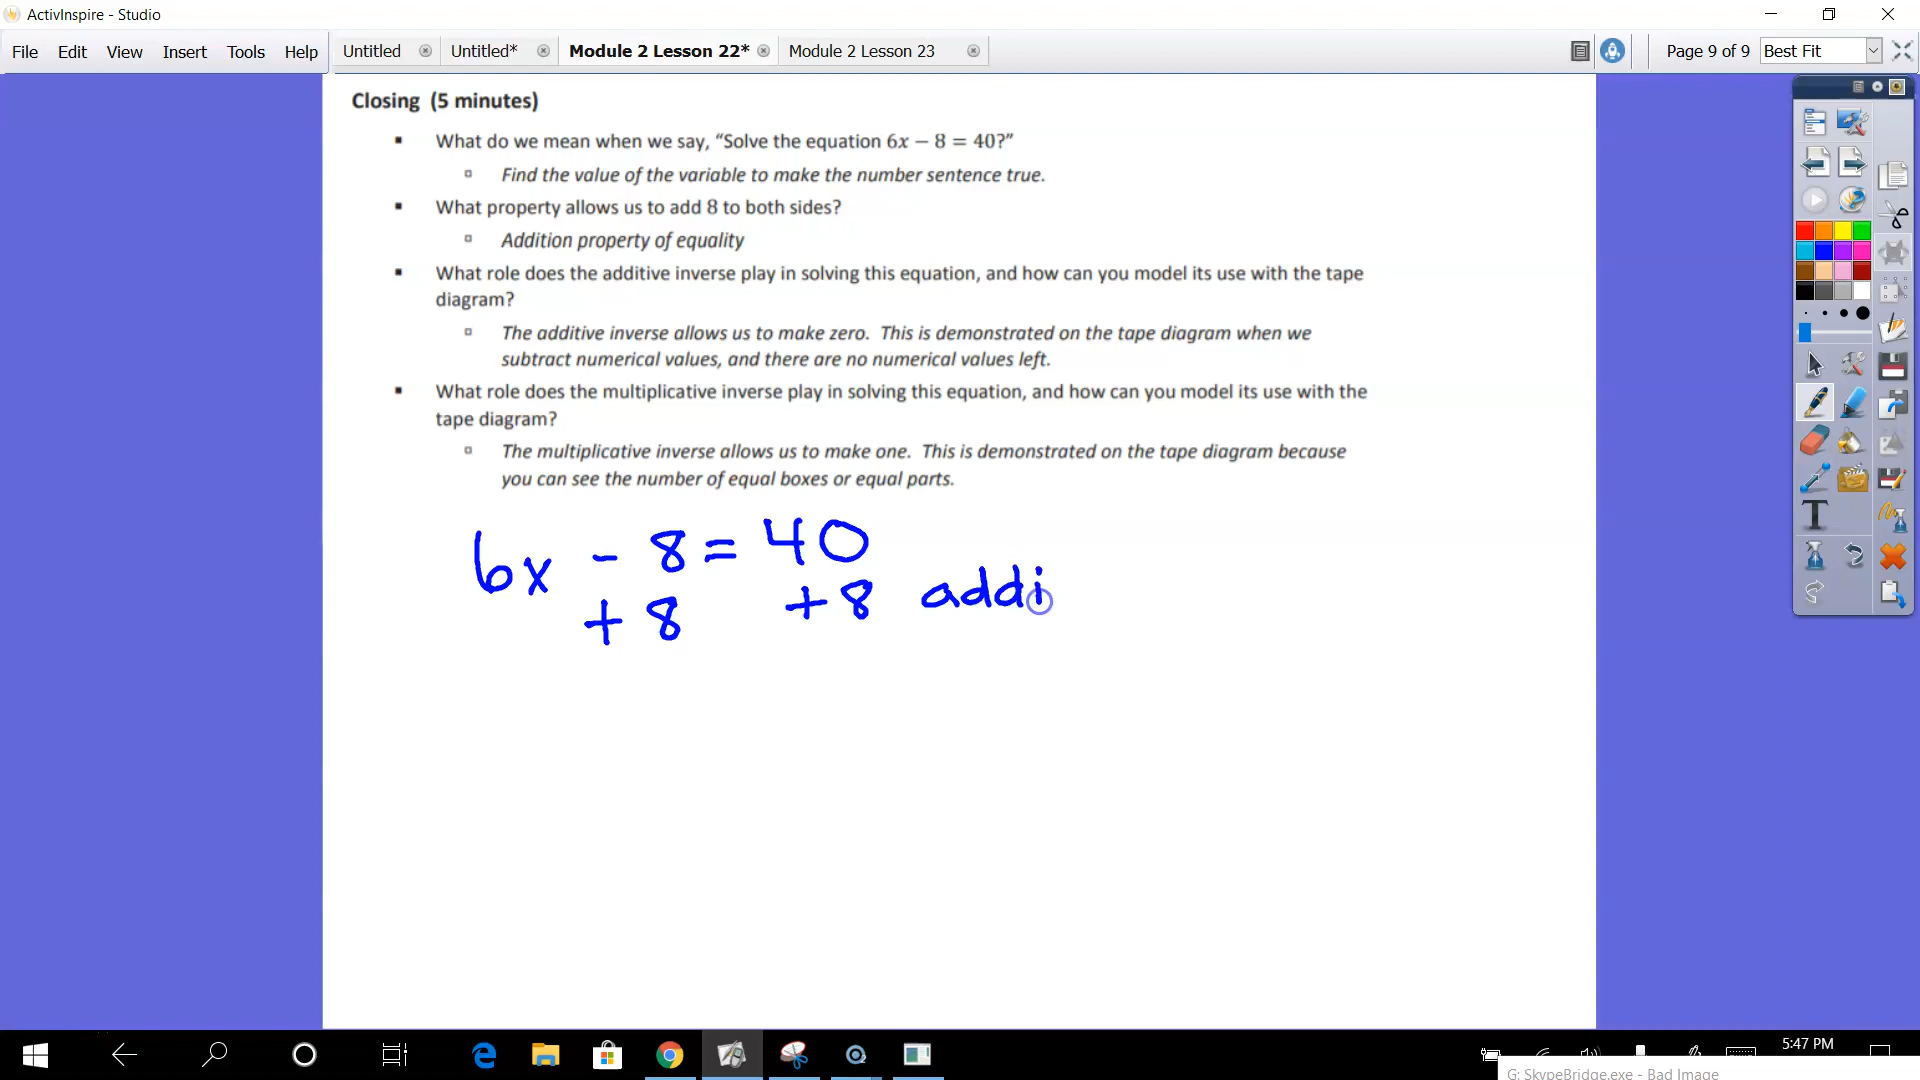 ActivInspire - Studio
File Edit View Insert Tools Help Untitled Untitled* Module 2 Lesson 22* Module 2 Lesson 23 Page 9 of 9 Best Fit
Closing (5 minutes)
What do we mean when we say, “Solve the equation 6x − 8 = 40?”
Find the value of the variable to make the number sentence true.
What property allows us to add 8 to both sides?
Addition property of equality
What role does the additive inverse play in solving this equation, and how can you model its use with the tape
diagram?
The additive inverse allows us to make zero. This is demonstrated on the tape diagram when we
subtract numerical values, and there are no numerical values left.
What role does the multiplicative inverse play in solving this equation, and how can you model its use with the
tape diagram?
The multiplicative inverse allows us to make one. This is demonstrated on the tape diagram because
you can see the number of equal boxes or equal parts.
6x - 8 = 40
+ 8 + 8 addi
5:47 PM
G: SkypeBridge.exe - Bad Image